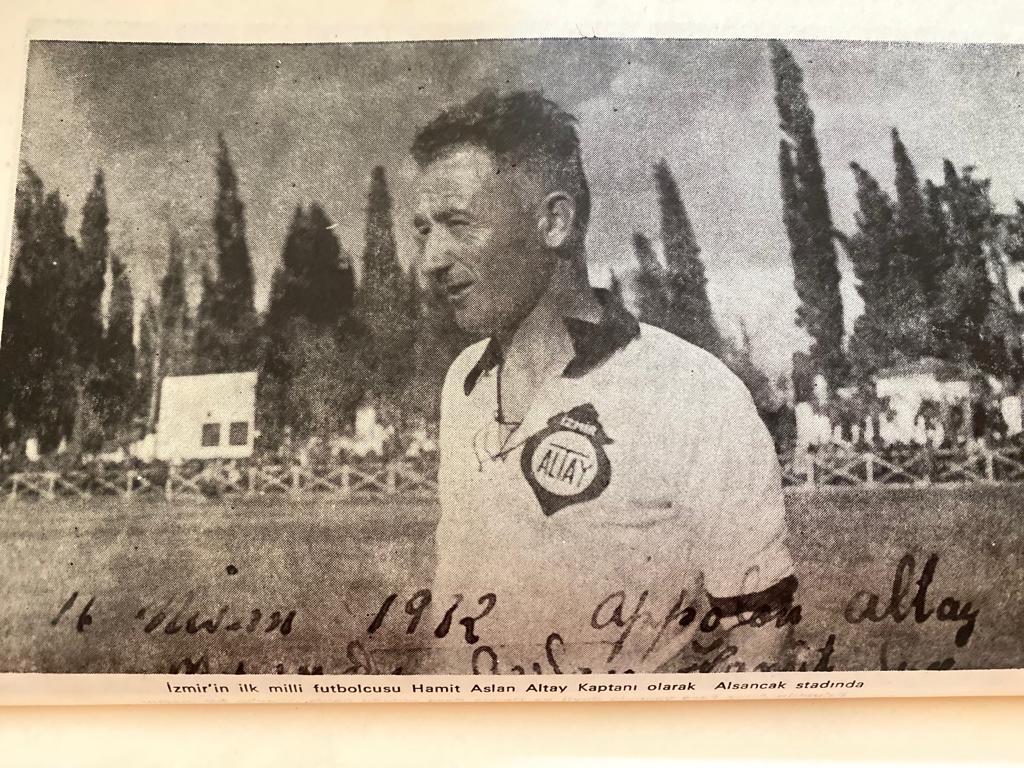 İZMİR
ALTAY
16 Nisan 1932 Appolon altay
İzmir'in ilk milli futbolcusu Hamit Aslan Altay Kaptanı olarak Alsancak stadında